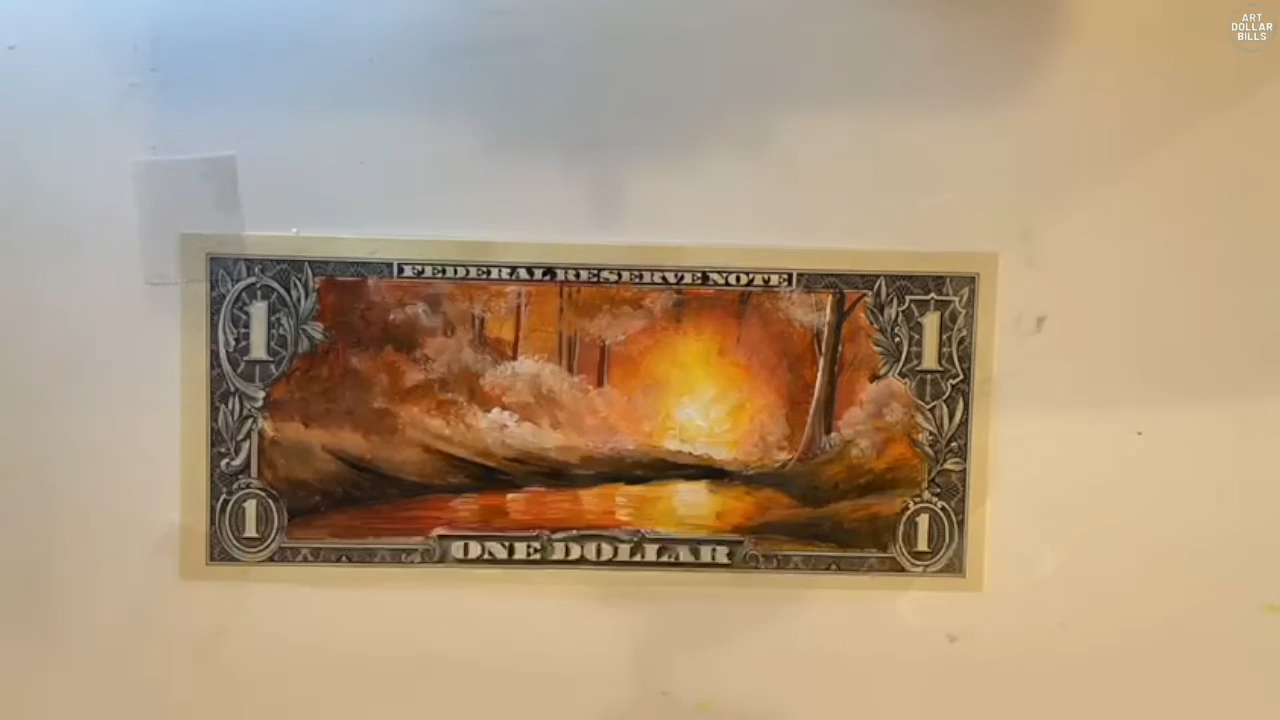 ART
DOLLAR
BILLS
FEDERAL RESERVE NOTE
1
1
1
1
ONE DOLLAR